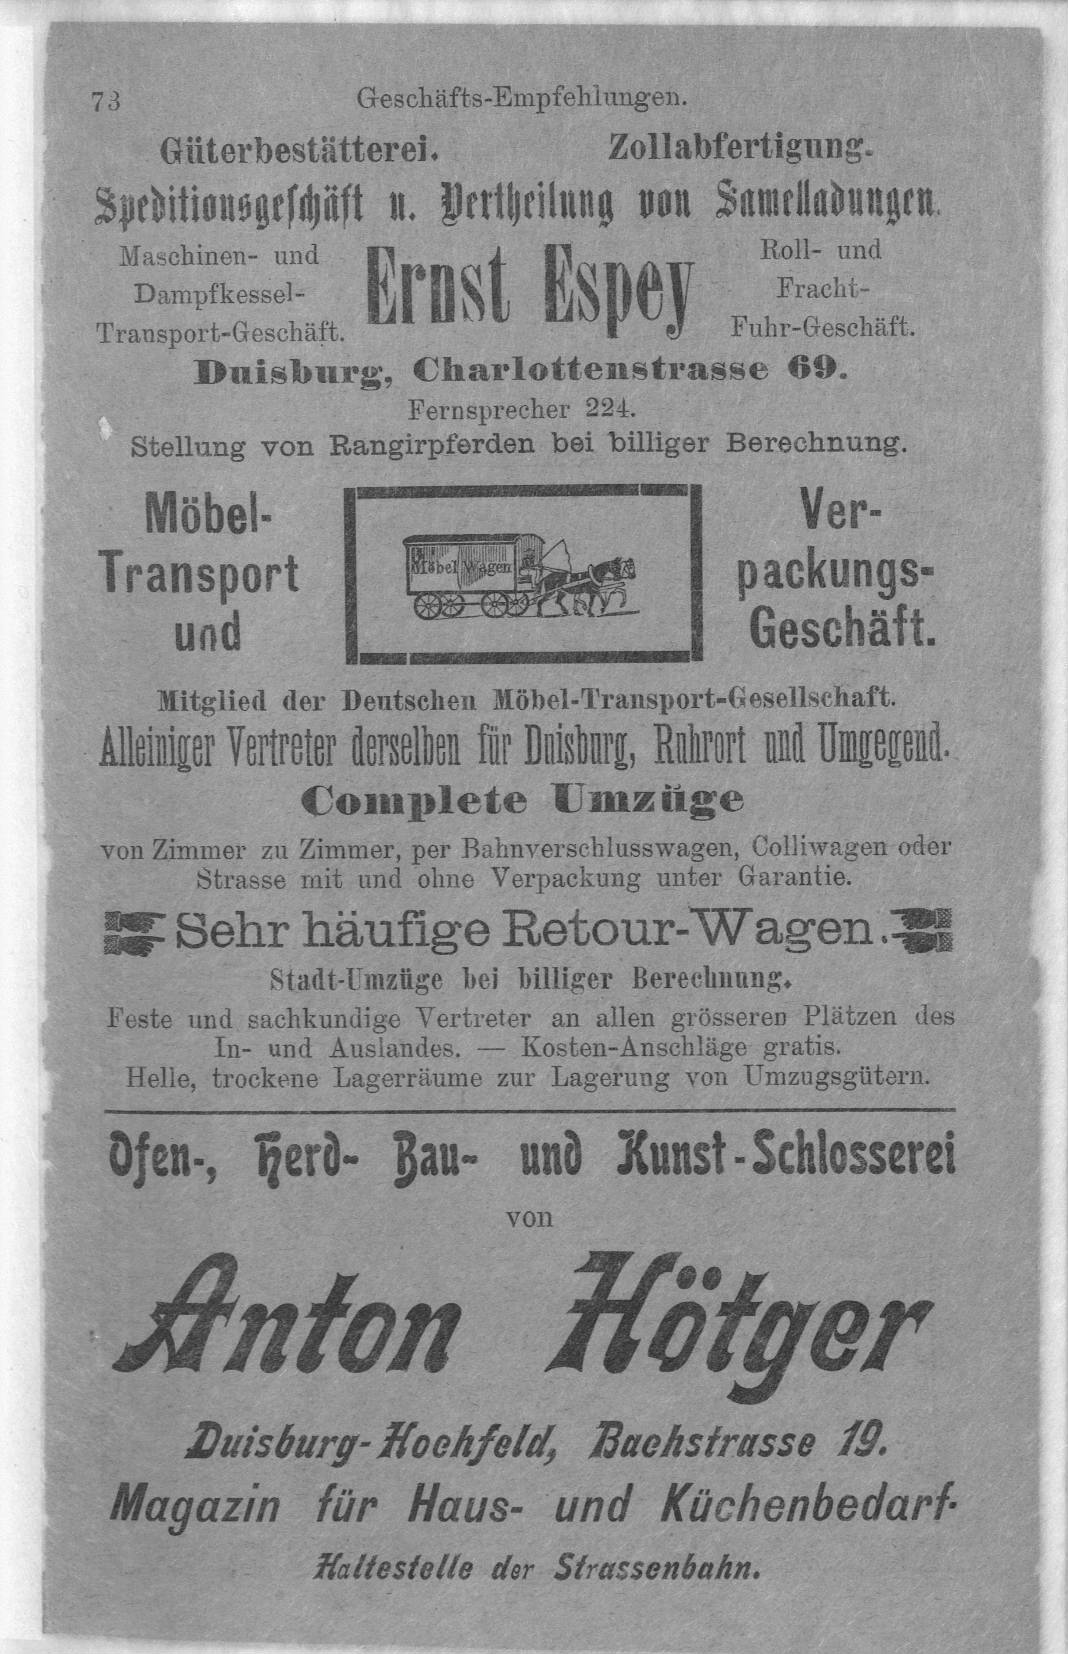 73
Geschäfts-Empfehlungen.
Güterbestätterei. Zollabfertigung.
Speditionsgeschäft u. Vertheilung von Samelladungen.
Maschinen- und
Dampfkessel-
Transport-Geschäft.
Ernst Espey
Roll- und
Fracht-
Fuhr-Geschäft.
Duisburg, Charlottenstrasse 69.
Fernsprecher 224.
Stellung von Rangirpferden bei billiger Berechnung.
Möbel-
Transport
und
Möbel Wagen
Ver-
packungs-
Geschäft.
Mitglied der Deutschen Möbel-Transport-Gesellschaft.
Alleiniger Vertreter derselben für Duisburg, Ruhrort und Umgegend.
Complete Umzüge
von Zimmer zu Zimmer, per Bahnverschlusswagen, Colliwagen oder
Strasse mit und ohne Verpackung unter Garantie.
Sehr häufige Retour-Wagen.
Stadt-Umzüge bei billiger Berechnung.
Feste und sachkundige Vertreter an allen grösseren Plätzen des
In- und Auslandes. — Kosten-Anschläge gratis.
Helle, trockene Lagerräume zur Lagerung von Umzugsgütern.
Ofen-, Herd- Bau- und Kunst-Schlosserei
von
Anton Hötger
Duisburg-Hochfeld, Bachstrasse 19.
Magazin für Haus- und Küchenbedarf.
Haltestelle der Strassenbahn.